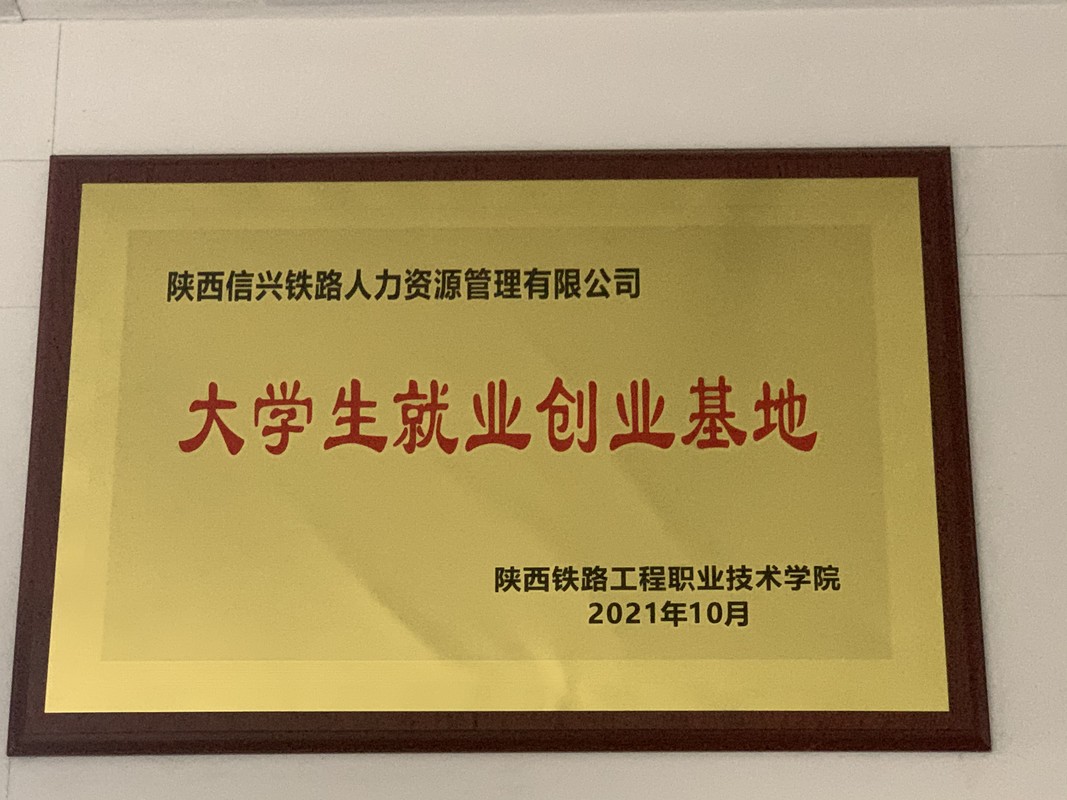 陕西信兴铁路人力资源管理有限公司
大学生就业创业基地
陕西铁路工程职业技术学院
2021年10月